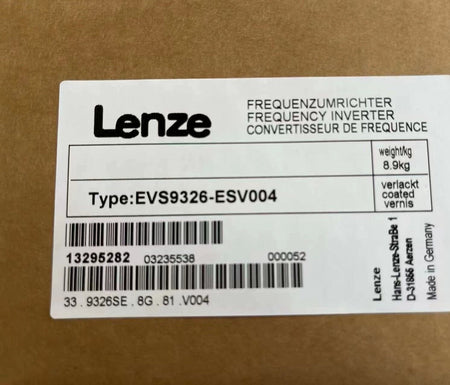 Lenze
FREQUENZUMRICHTER
FREQUENCY INVERTER
CONVERTISSEUR DE FREQUENCE
weight/kg
8.9kg
Type:EVS9326-ESV004
verlackt
coated
vernis
13295282 03235538 000052
33.9326SE.8G.81.V004
Lenze
Hans-Lenze-Straße 1
D-31855 Aerzen
Made in Germany